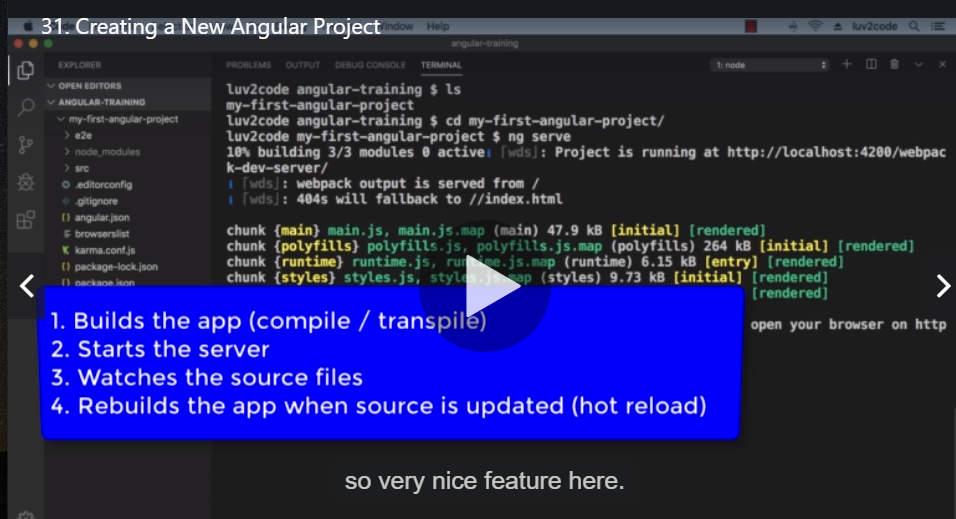 31. Creating a New Angular Project
Window Help
luv2code
angular-training
EXPLORER
OPEN EDITORS
ANGULAR-TRAINING
my-first-angular-project
e2e
node_modules
src
.editorconfig
.gitignore
angular.json
browserslist
karma.conf.js
package-lock.json
package.json
PROBLEMS OUTPUT DEBUG CONSOLE TERMINAL
1: node
luv2code angular-training $ ls
my-first-angular-project
luv2code angular-training $ cd my-first-angular-project/
luv2code my-first-angular-project $ ng serve
10% building 3/3 modules 0 activeℹ ｢wds｣: Project is running at http://localhost:4200/webpac
k-dev-server/
ℹ ｢wds｣: webpack output is served from /
ℹ ｢wds｣: 404s will fallback to //index.html
chunk {main} main.js, main.js.map (main) 47.9 kB [initial] [rendered]
chunk {polyfills} polyfills.js, polyfills.js.map (polyfills) 264 kB [initial] [rendered]
chunk {runtime} runtime.js, runtime.js.map (runtime) 6.15 kB [entry] [rendered]
chunk {styles} styles.js, styles.js.map (styles) 9.73 kB [initial] [rendered]
[rendered]
open your browser on http
1. Builds the app (compile / transpile)
2. Starts the server
3. Watches the source files
4. Rebuilds the app when source is updated (hot reload)
so very nice feature here.